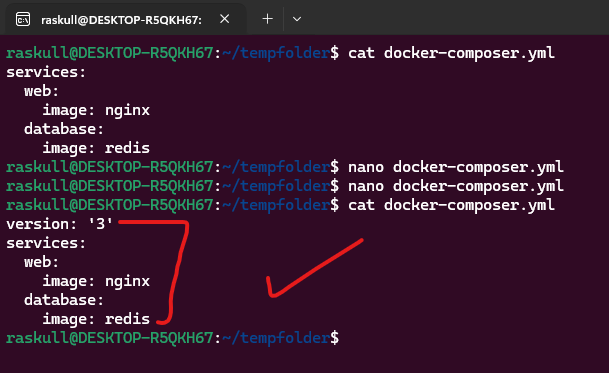 raskull@DESKTOP-R5QKH67:
raskull@DESKTOP-R5QKH67:~/tempfolder$ cat docker-composer.yml
services:
  web:
    image: nginx
  database:
    image: redis
raskull@DESKTOP-R5QKH67:~/tempfolder$ nano docker-composer.yml
raskull@DESKTOP-R5QKH67:~/tempfolder$ nano docker-composer.yml
raskull@DESKTOP-R5QKH67:~/tempfolder$ cat docker-composer.yml
version: '3'
services:
  web:
    image: nginx
  database:
    image: redis
raskull@DESKTOP-R5QKH67:~/tempfolder$